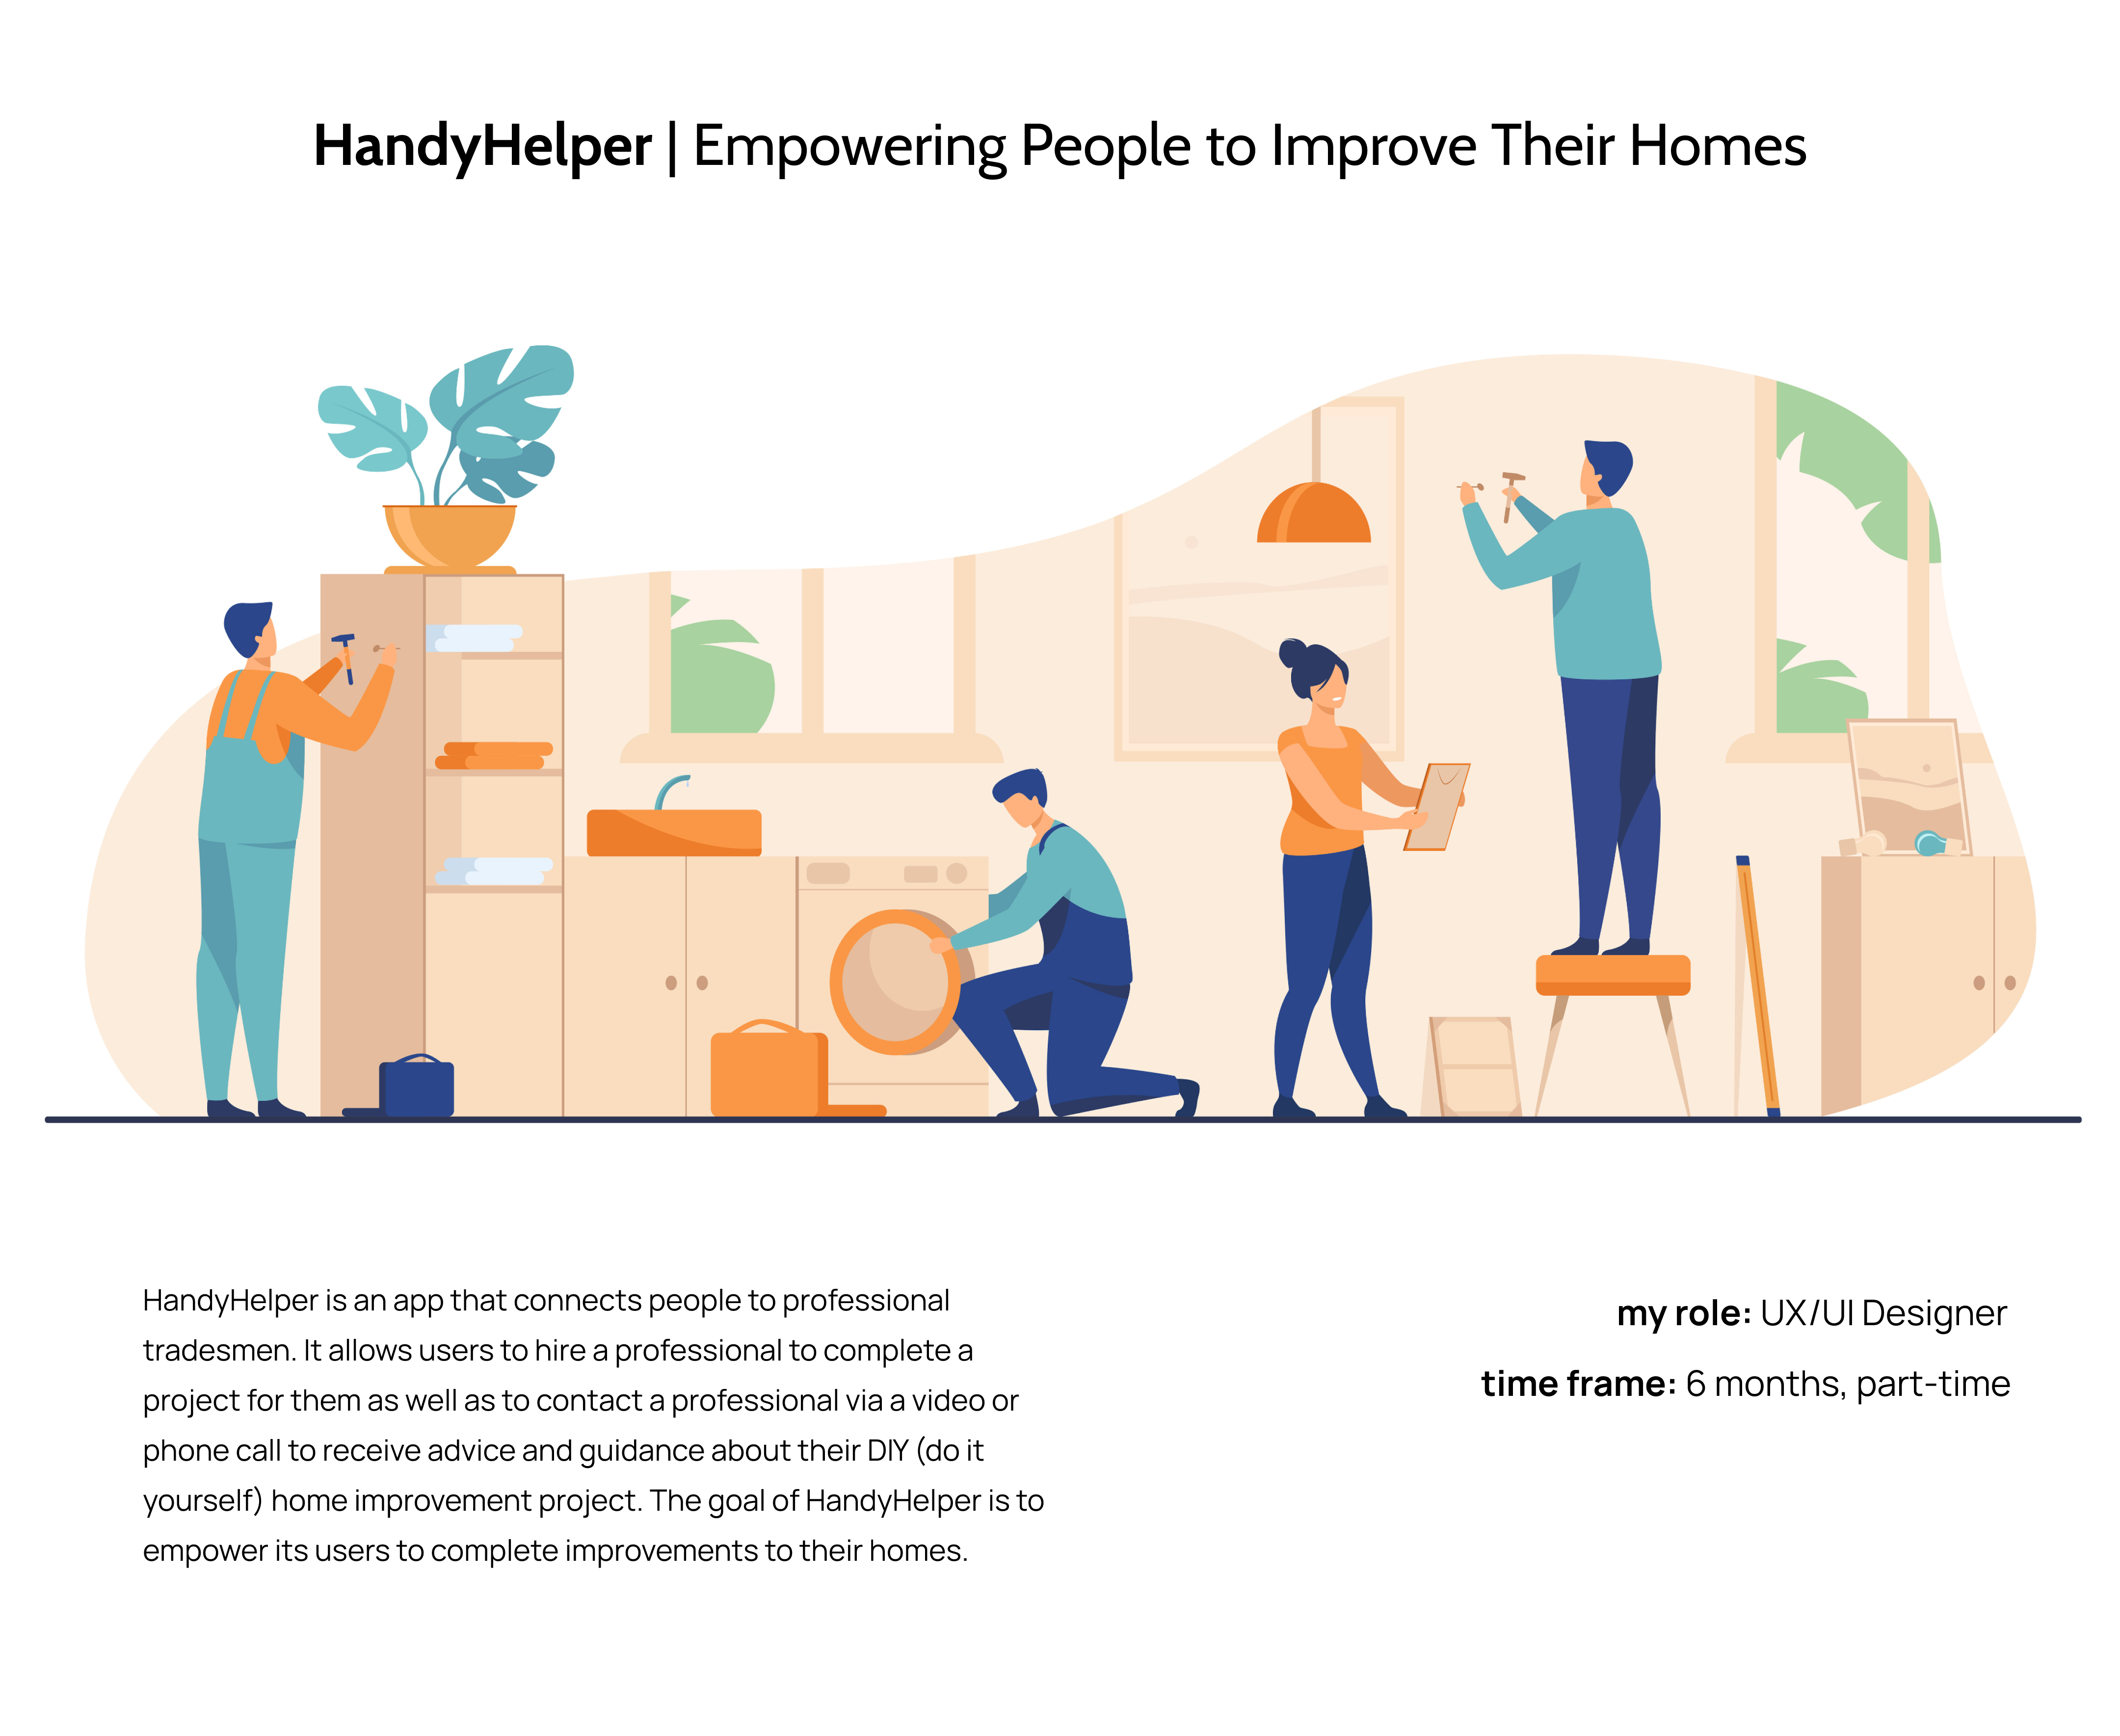 HandyHelper | Empowering People to Improve Their Homes
HandyHelper is an app that connects people to professional
tradesmen. It allows users to hire a professional to complete a
project for them as well as to contact a professional via a video or
phone call to receive advice and guidance about their DIY (do it
yourself) home improvement project. The goal of HandyHelper is to
empower its users to complete improvements to their homes.
my role: UX/UI Designer
time frame: 6 months, part-time